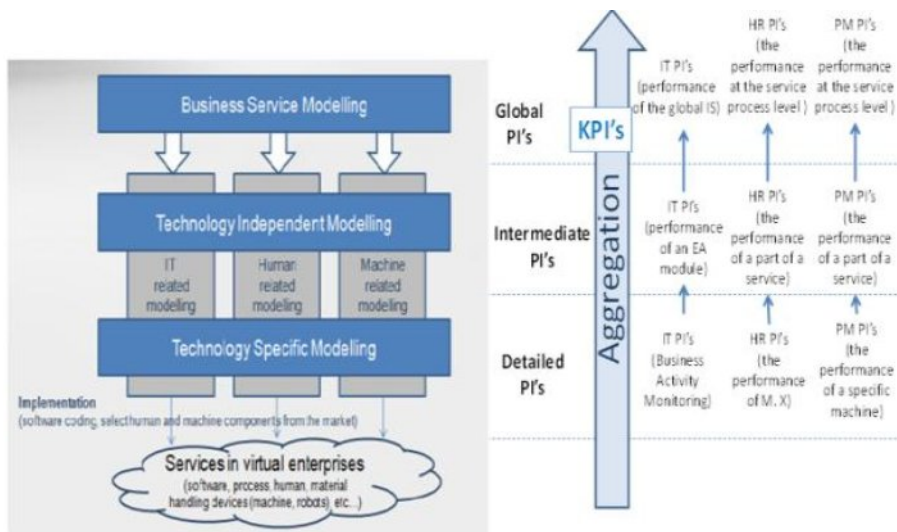 Business Service Modelling
Technology Independent Modelling
IT
related
modelling
Human
related
modelling
Machine
related
modelling
Technology Specific Modelling
Implementation
(software coding, selecthuman and machine components from the market)
Services in virtual enterprises
(software, process, human, material
handling devices (machine, robots), etc...)
Global
PI's
KPI's
Aggregation
IT PI's
(performance
of the global IS)
HR PI's
(the
performance
at the service
process level )
PM PI's
(the
performance
at the service
process level )
Intermediate
PI's
IT PI's
(performance
of an EA
module)
HR PI's
(the
performance
of a part of a
service)
PM PI's
(the
performance
of a part of a
service)
Detailed
PI's
IT PI's
(Business
Activity
Monitoring)
HR PI's
(the
performance
of M. X)
PM PI's
(the
performance
of a specific
machine)